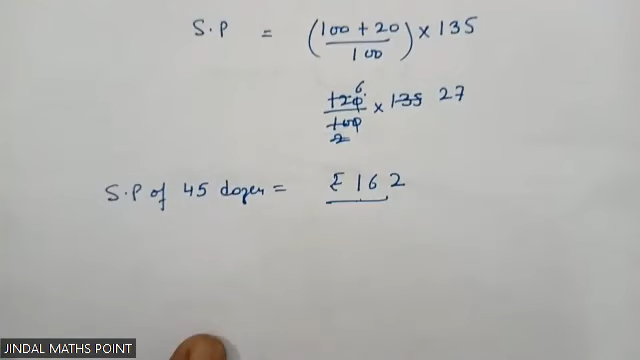 S.P = (100 + 20 / 100) × 135
120 6 / 100 2 × 135 27
S.P of 45 dozen = ₹ 162
JINDAL MATHS POINT